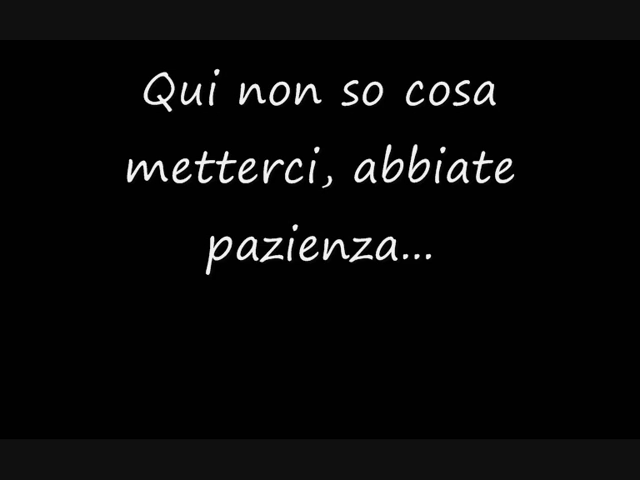 Qui non so cosa
metterci, abbiate
pazienza...